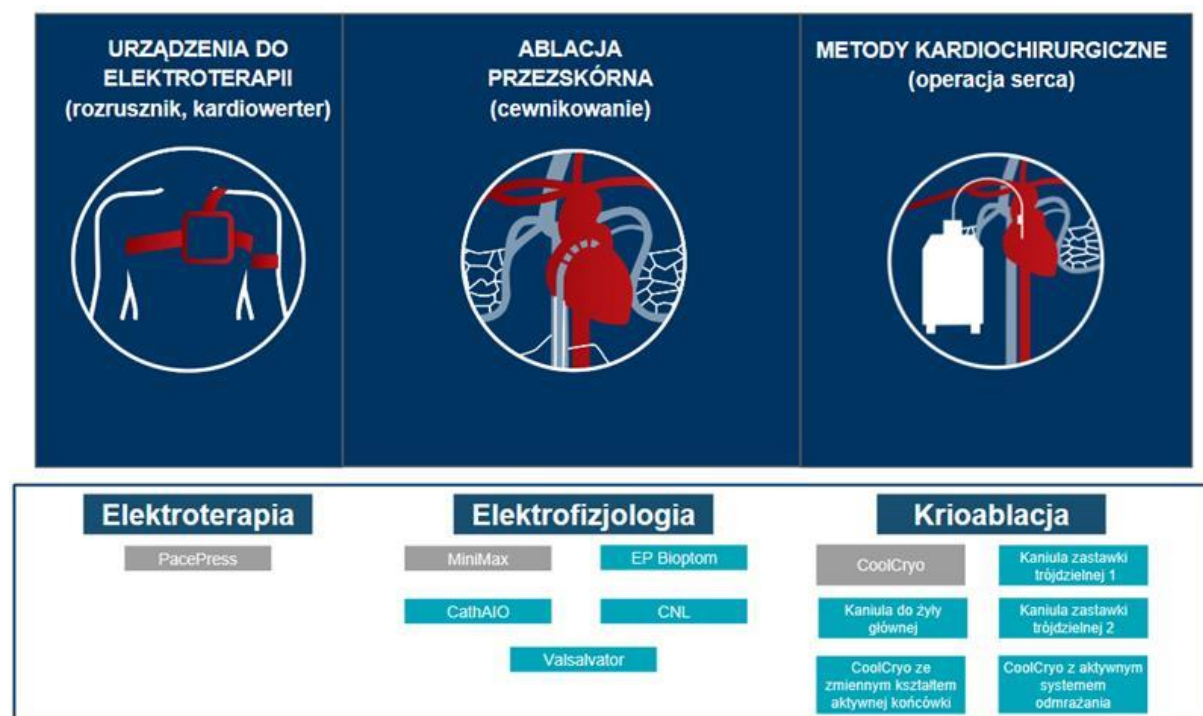 URZĄDZENIA DO
ELEKTROTERAPII
(rozrusznik, kardiowerter)
ABLACJA
PRZEZSKÓRNA
(cewnikowanie)
METODY KARDIOCHIRURGICZNE
(operacja serca)
Elektroterapia
PacePress
Elektrofizjologia
MiniMax
EP Bioptom
CathAIO
CNL
Valsalvator
Krioablacja
CoolCryo
Kaniula zastawki
trójdzielnej 1
Kaniula do żyły
głównej
Kaniula zastawki
trójdzielnej 2
CoolCryo ze
zmiennym kształtem
aktywnej końcówki
CoolCryo z aktywnym
systemem
odmrażania